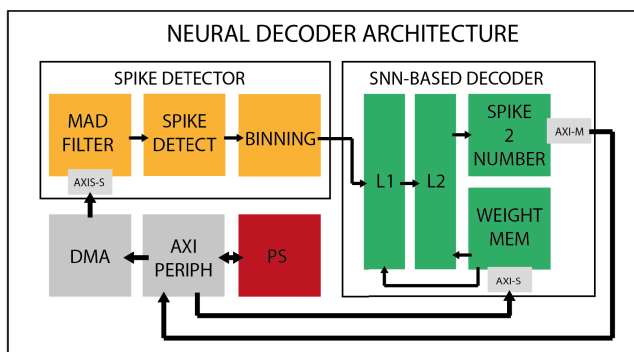 NEURAL DECODER ARCHITECTURE
SPIKE DETECTOR
MAD
FILTER
AXIS-S
SPIKE
DETECT
BINNING
SNN-BASED DECODER
L1
L2
SPIKE
2
NUMBER
AXI-M
WEIGHT
MEM
AXI-S
DMA
AXI
PERIPH
PS